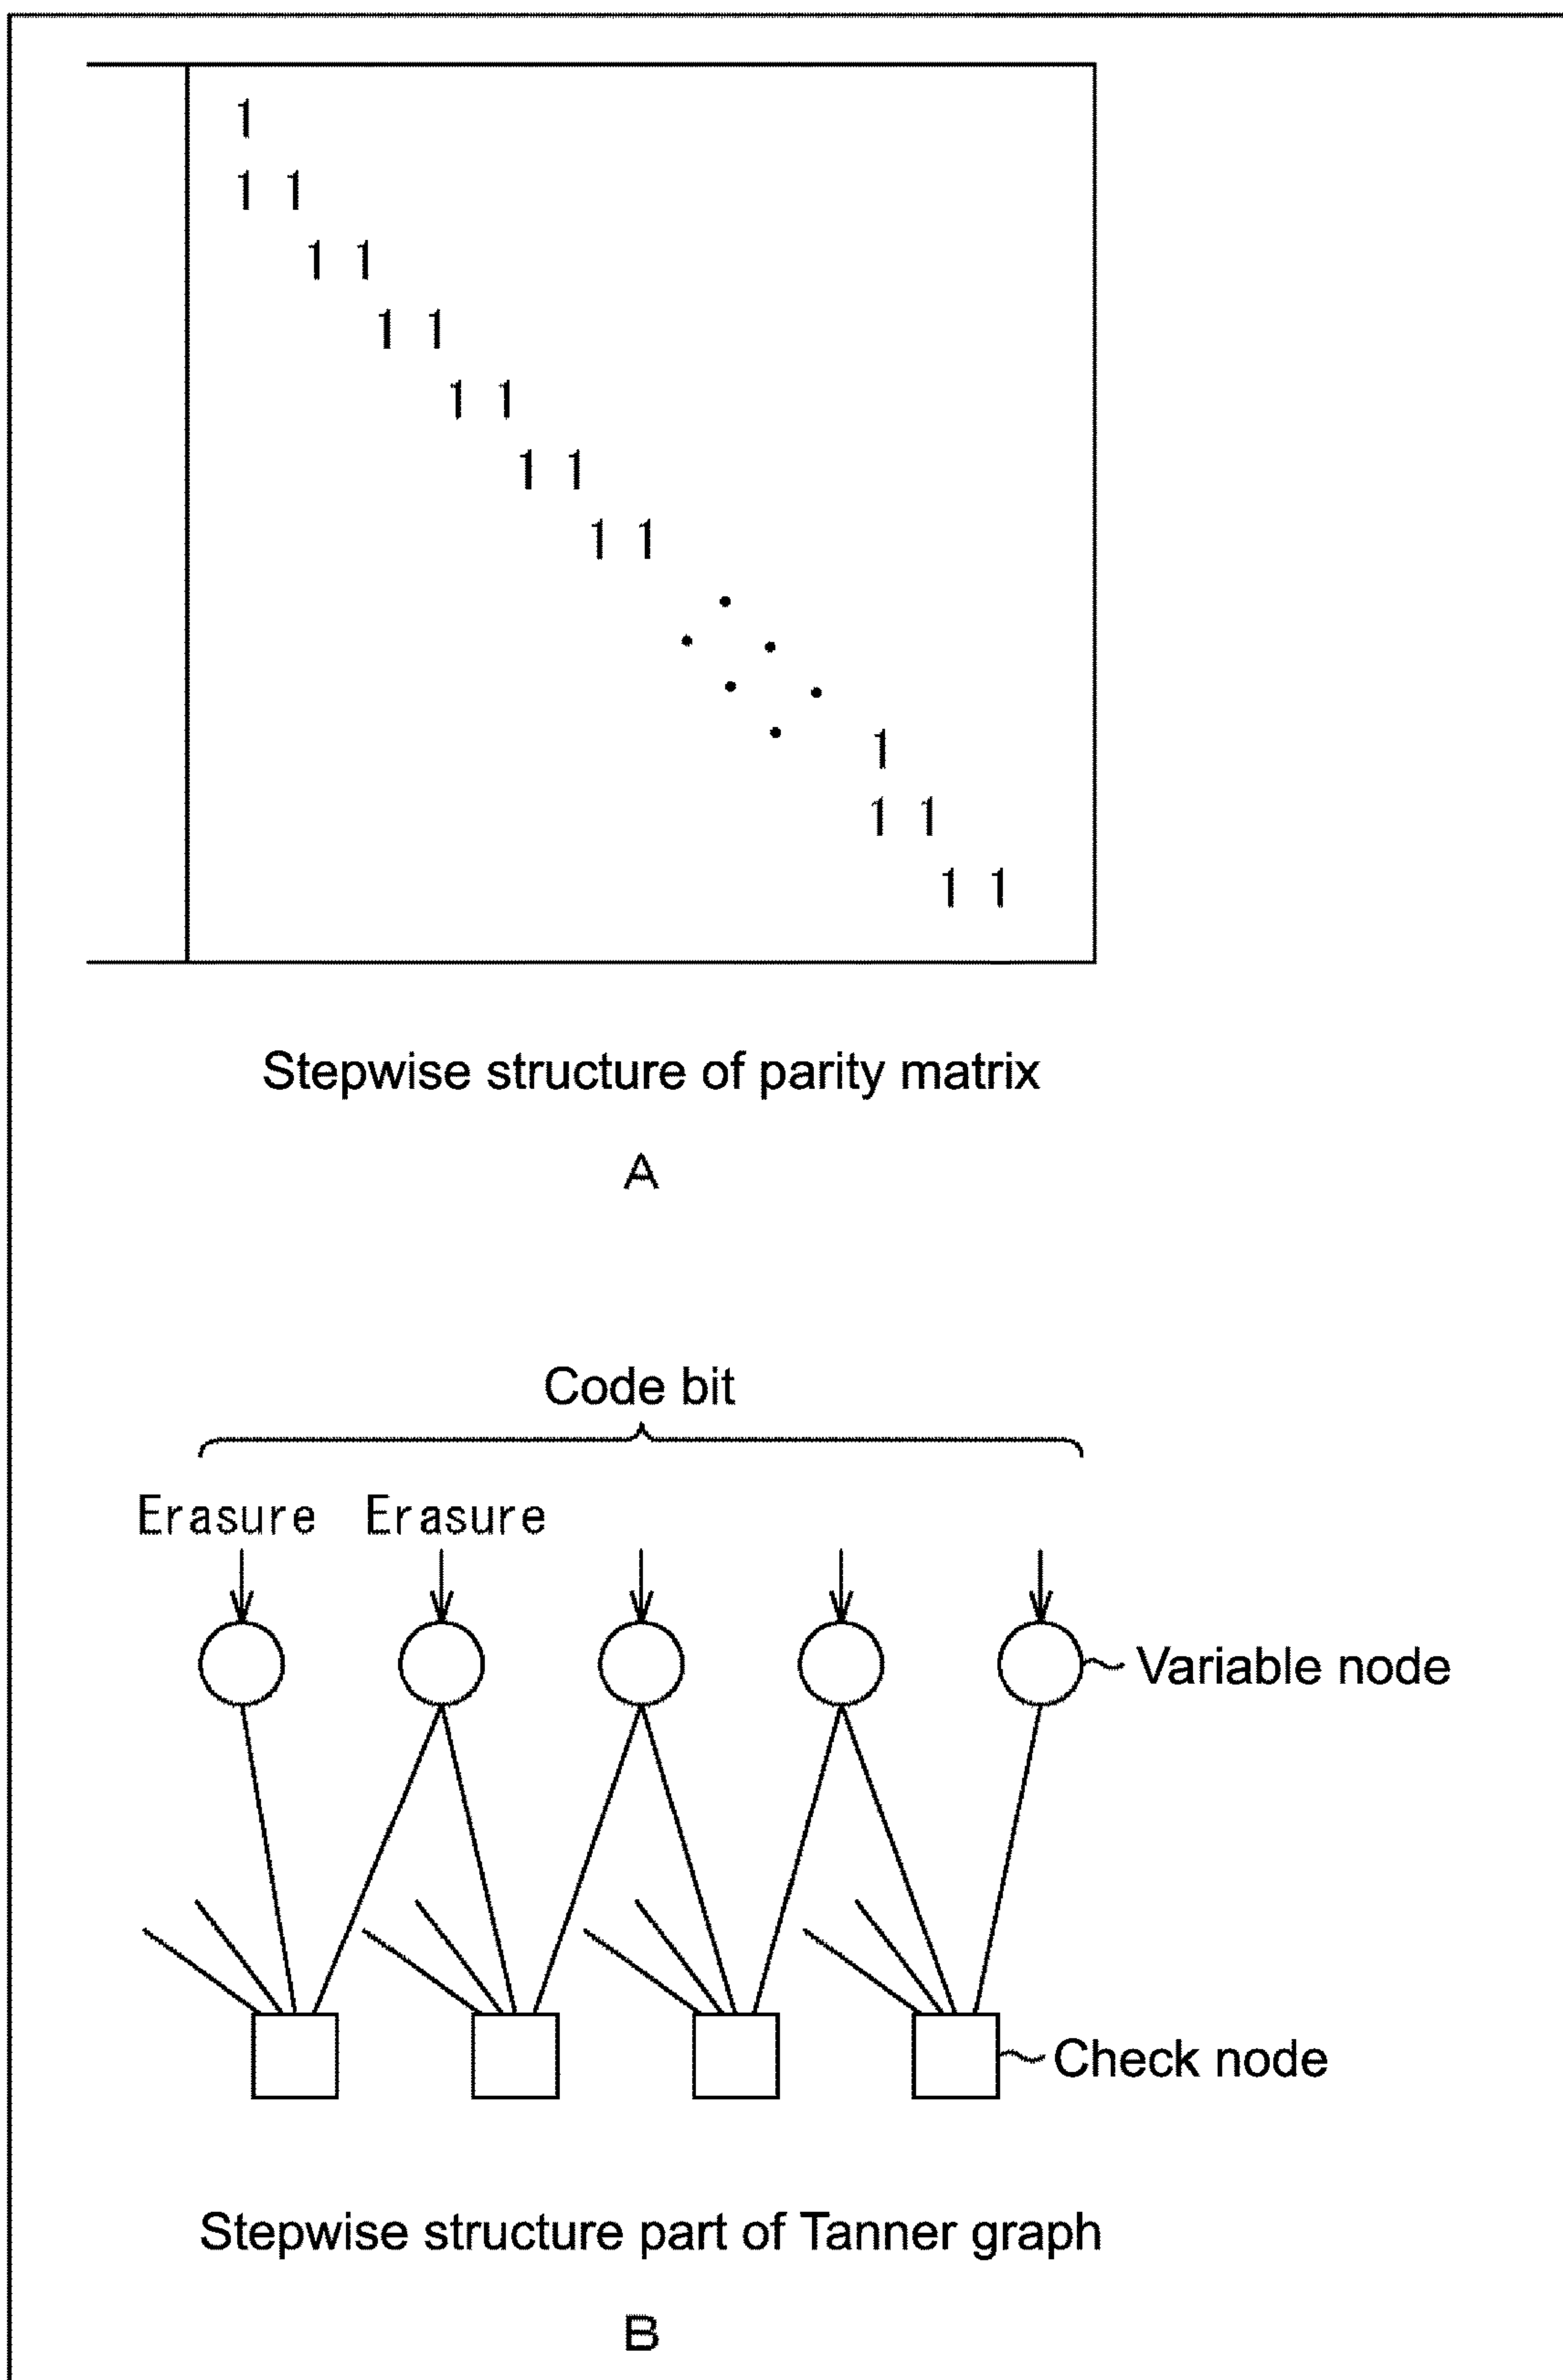 1
1 1
1 1
1 1
1 1
1 1
1 1
1
1 1
1 1
Stepwise structure of parity matrix
A
Code bit
Erasure Erasure
Variable node
Check node
Stepwise structure part of Tanner graph
B